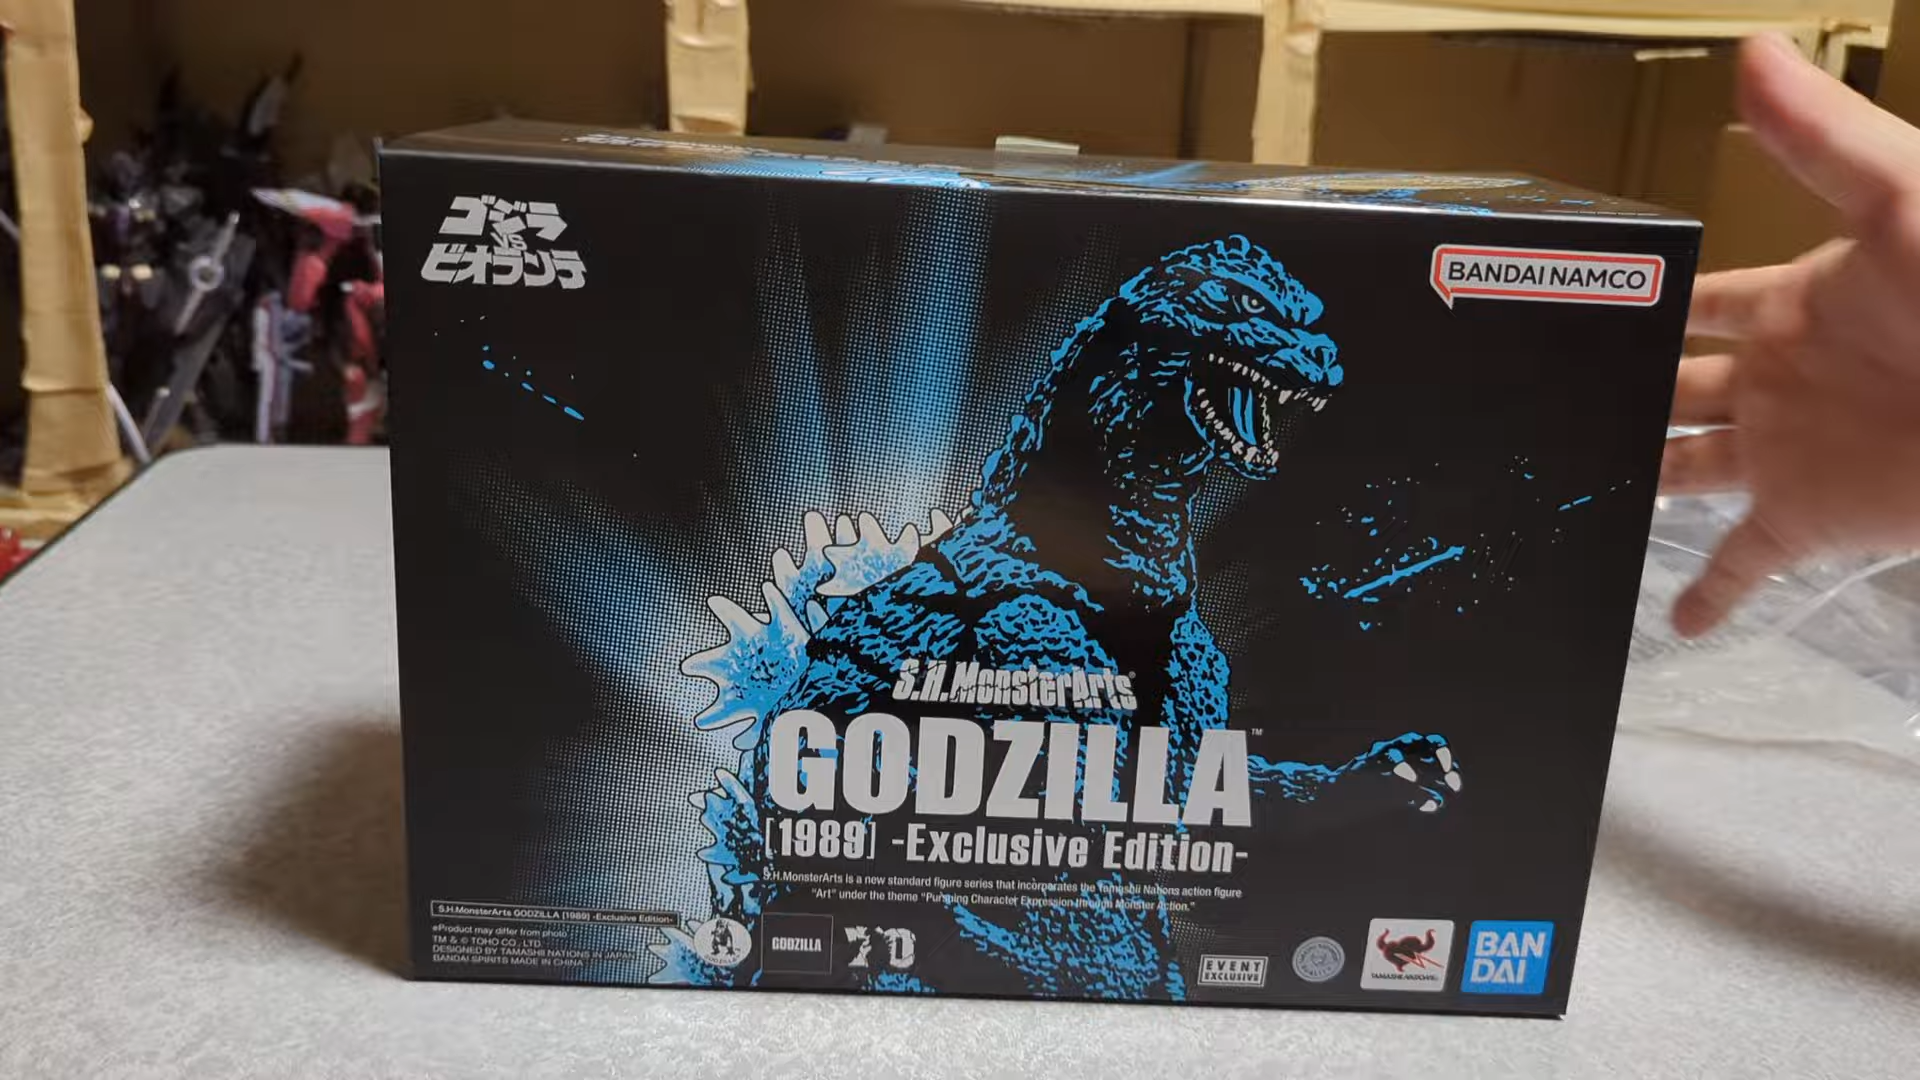 ゴジラ
VS
ビオランテ
BANDAI NAMCO
S.H.MonsterArts
GODZILLA™
[1989] -Exclusive Edition-
S.H.MonsterArts is a new standard figure series that incorporates the Tamashii Nations action figure
"Art" under the theme "Pursuing Character Expression through Monster Action."
S.H.MonsterArts GODZILLA [1989] -Exclusive Edition-
※Product may differ from photo.
TM & © TOHO CO., LTD.
DESIGNED BY TAMASHII NATIONS IN JAPAN
BANDAI SPIRITS MADE IN CHINA
GODZILLA
GODZILLA
70
EVENT
EXCLUSIVE
TAMASHII NATIONS
BAN
DAI